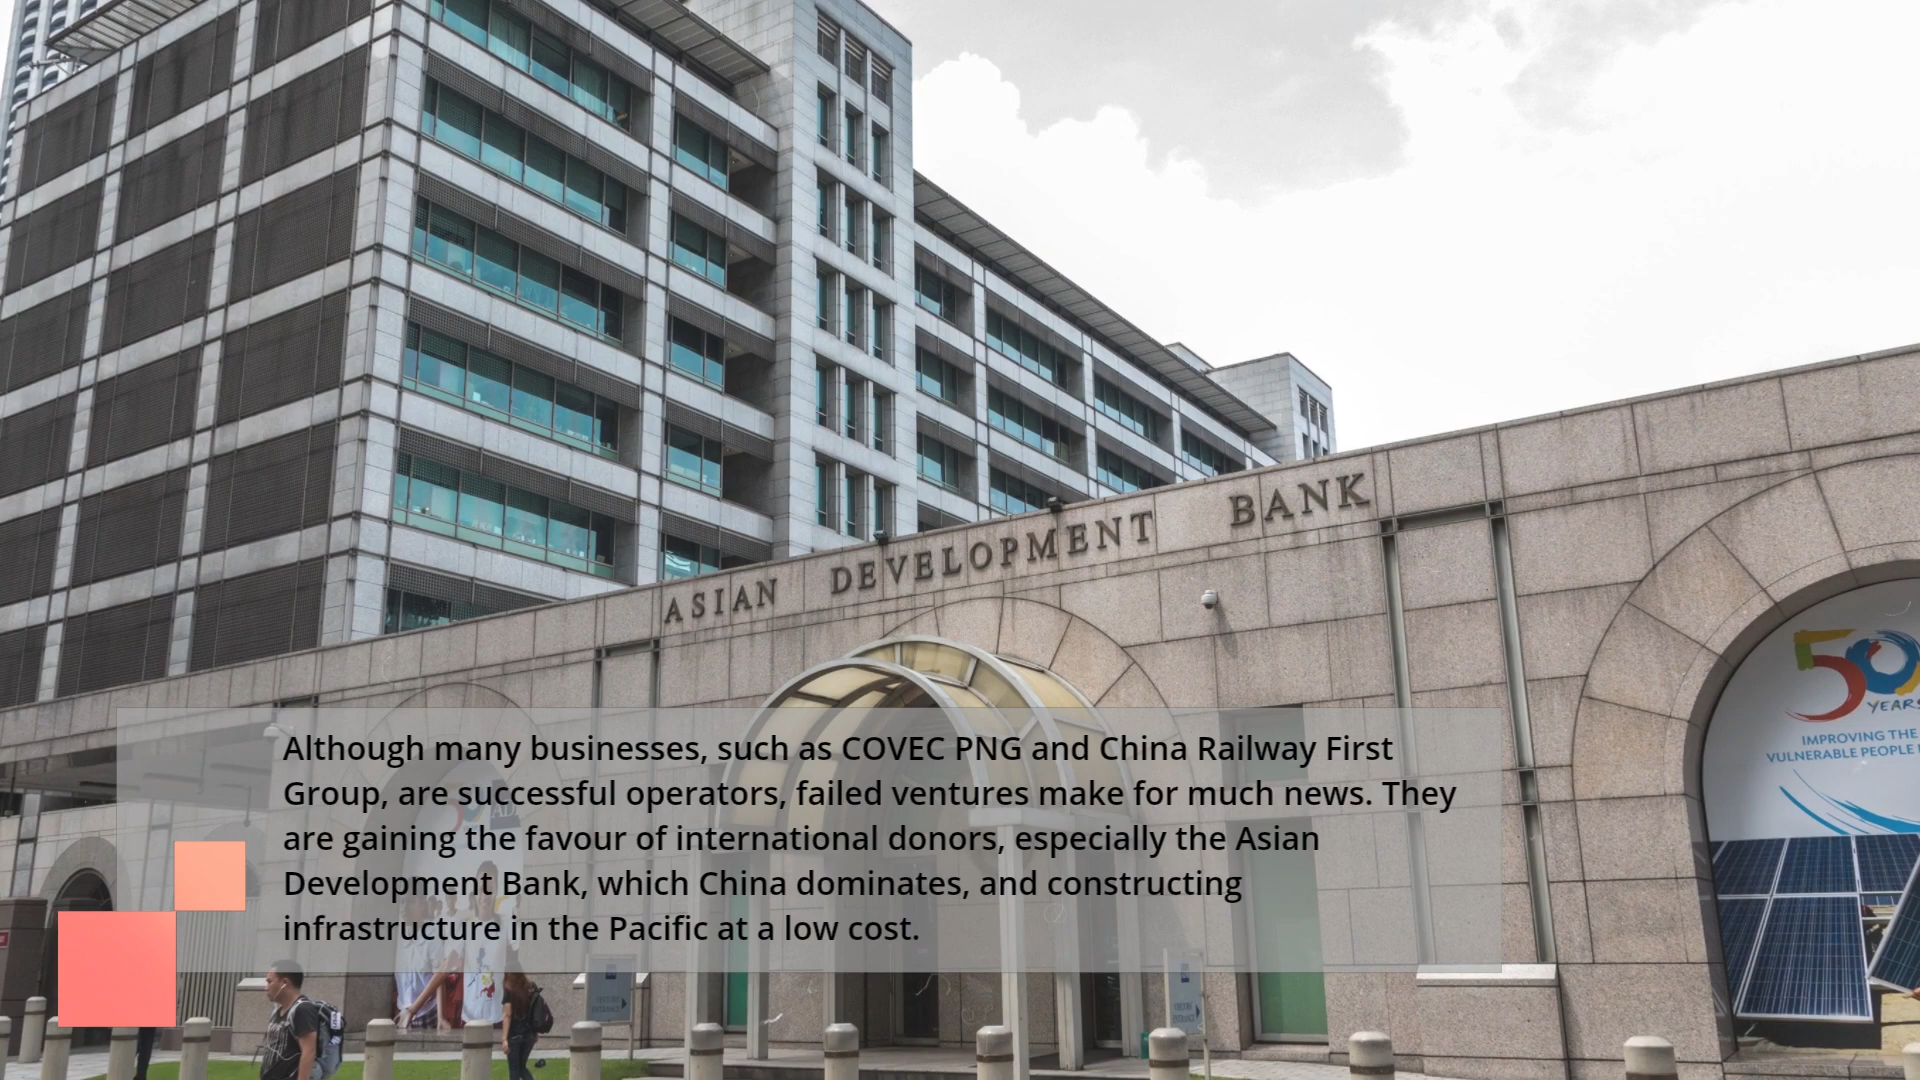 ASIAN DEVELOPMENT BANK
50
YEARS
IMPROVING THE
VULNERABLE PEOPLE
Although many businesses, such as COVEC PNG and China Railway First
Group, are successful operators, failed ventures make for much news. They
are gaining the favour of international donors, especially the Asian
Development Bank, which China dominates, and constructing
infrastructure in the Pacific at a low cost.